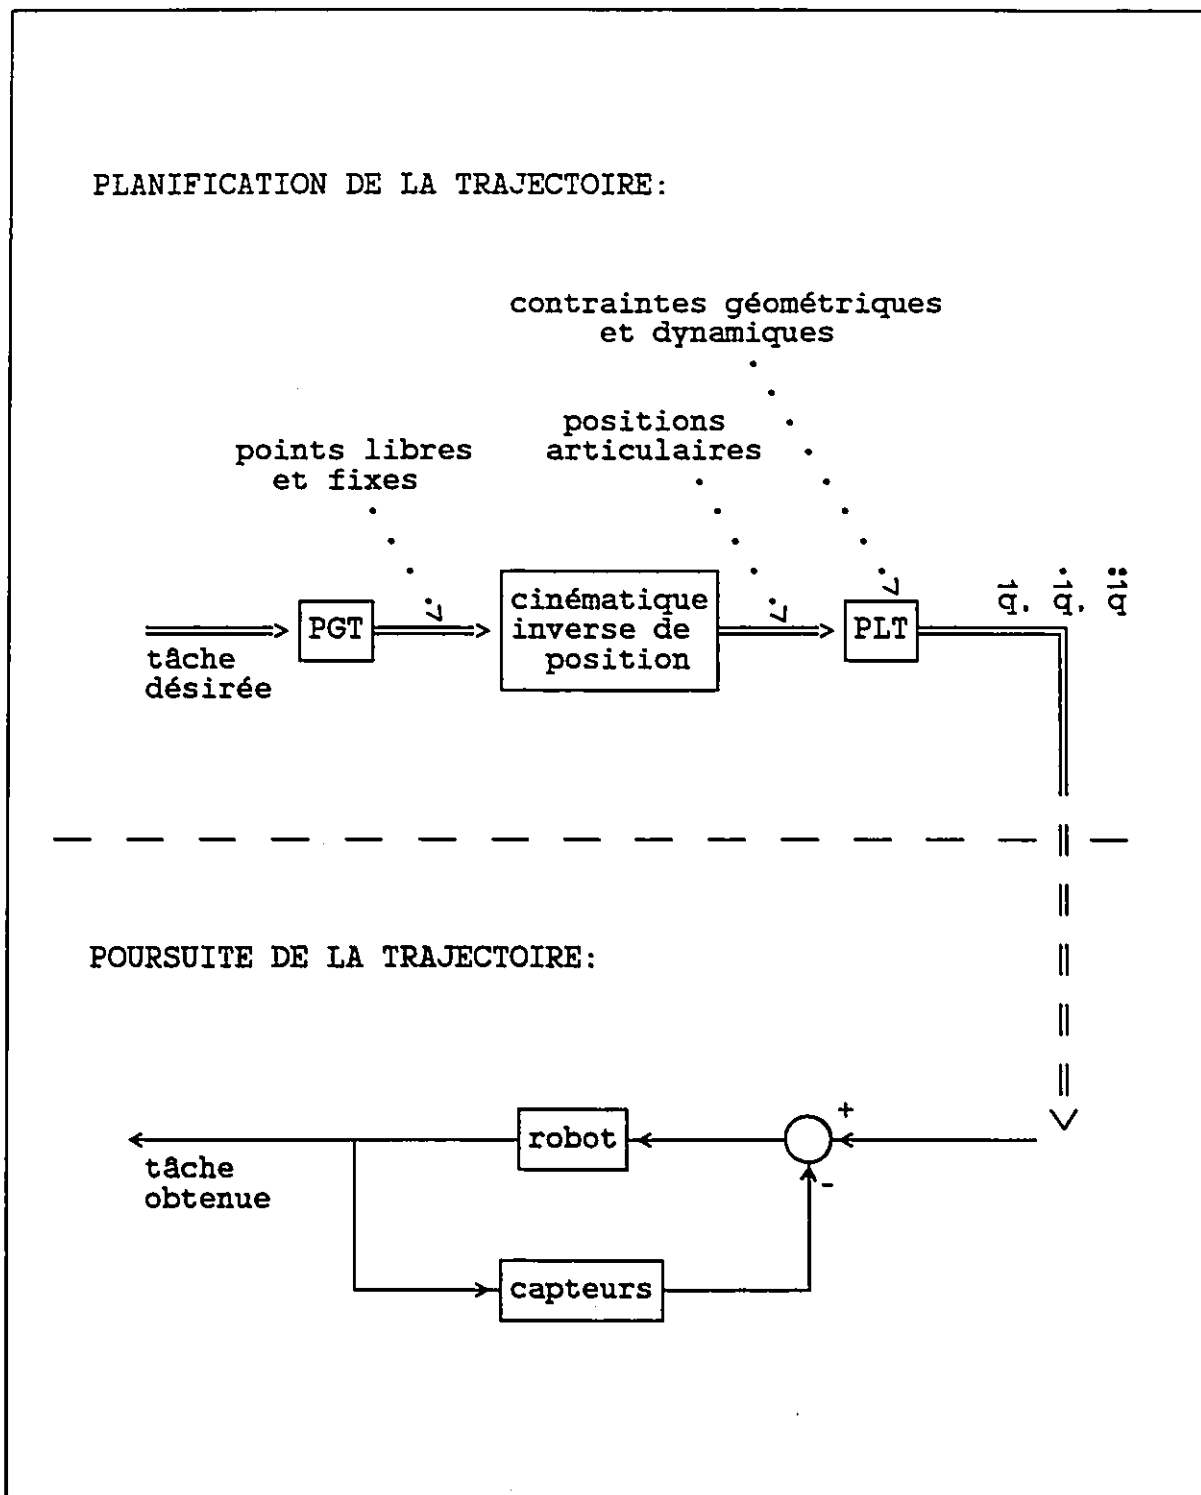 PLANIFICATION DE LA TRAJECTOIRE:
contraintes géométriques
et dynamiques
positions
articulaires
points libres
et fixes
PGT
cinématique
inverse de
position
PLT
q⃗, q⃗̇, q⃗̈
tâche
désirée
POURSUITE DE LA TRAJECTOIRE:
robot
+
-
tâche
obtenue
capteurs